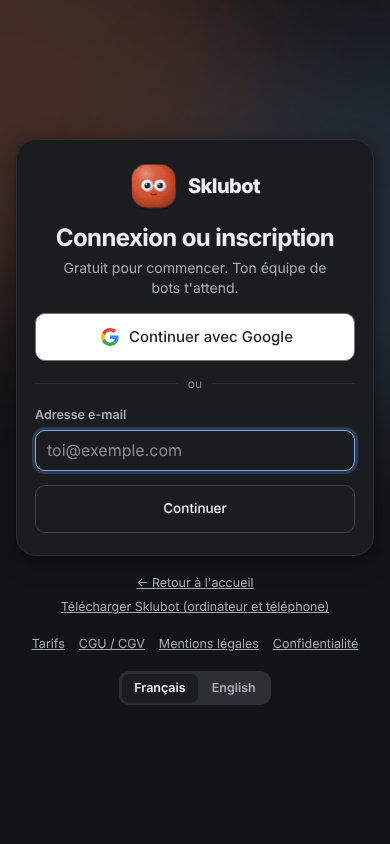 Sklubot
Connexion ou inscription
Gratuit pour commencer. Ton équipe de
bots t'attend.
Continuer avec Google
ou
Adresse e-mail
toi@exemple.com
Continuer
← Retour à l'accueil
Télécharger Sklubot (ordinateur et téléphone)
Tarifs CGU / CGV Mentions légales Confidentialité
Français English